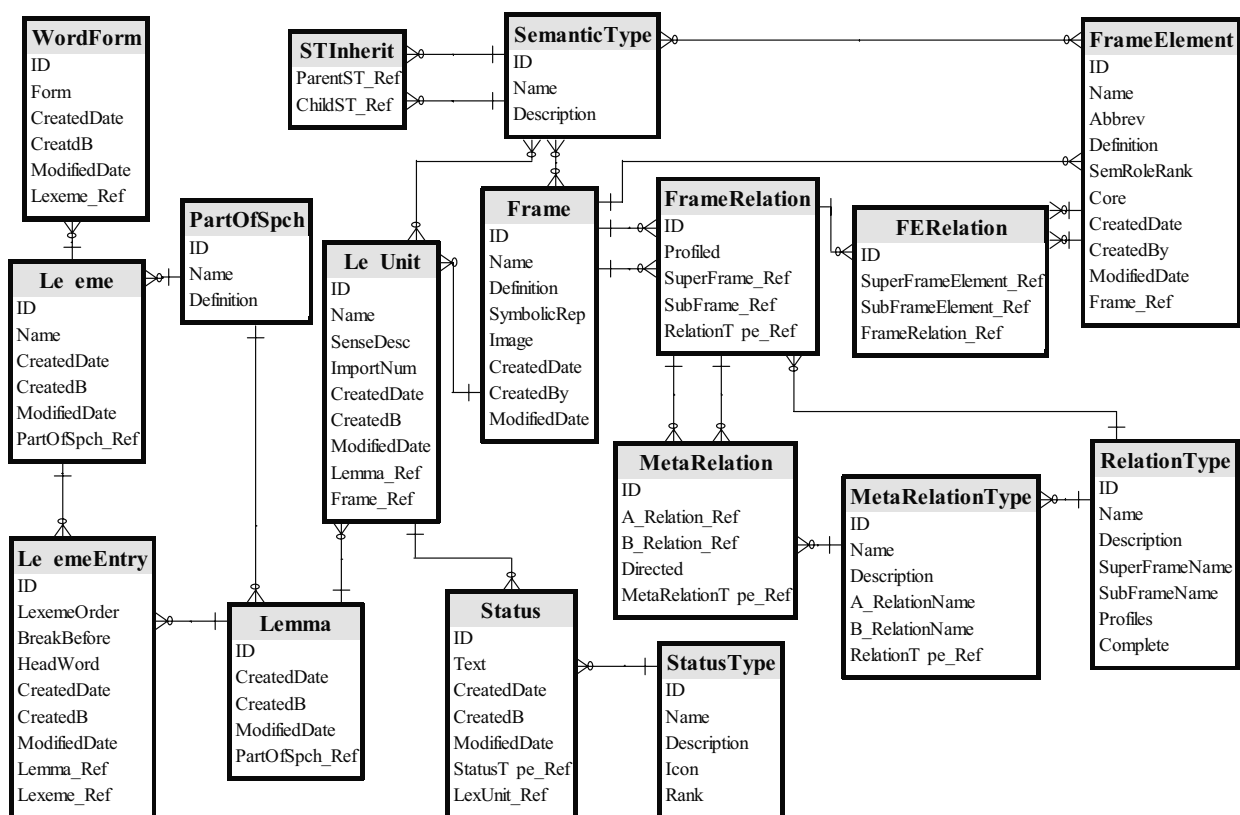 WordForm
ID
Form
CreatedDate
CreatdB
ModifiedDate
Lexeme_Ref
STInherit
ParentST_Ref
ChildST_Ref
SemanticType
ID
Name
Description
FrameElement
ID
Name
Abbrev
Definition
SemRoleRank
Core
CreatedDate
CreatedBy
ModifiedDate
Frame_Ref
PartOfSpch
ID
Name
Definition
Le eme
ID
Name
CreatedDate
CreatedB
ModifiedDate
PartOfSpch_Ref
Le Unit
ID
Name
SenseDesc
ImportNum
CreatedDate
CreatedB
ModifiedDate
Lemma_Ref
Frame_Ref
Frame
ID
Name
Definition
SymbolicRep
Image
CreatedDate
CreatedBy
ModifiedDate
FrameRelation
ID
Profiled
SuperFrame_Ref
SubFrame_Ref
RelationT pe_Ref
FERelation
ID
SuperFrameElement_Ref
SubFrameElement_Ref
FrameRelation_Ref
MetaRelation
ID
A_Relation_Ref
B_Relation_Ref
Directed
MetaRelationT pe_Ref
MetaRelationType
ID
Name
Description
A_RelationName
B_RelationName
RelationT pe_Ref
RelationType
ID
Name
Description
SuperFrameName
SubFrameName
Profiles
Complete
Le emeEntry
ID
LexemeOrder
BreakBefore
HeadWord
CreatedDate
CreatedB
ModifiedDate
Lemma_Ref
Lexeme_Ref
Lemma
ID
CreatedDate
CreatedB
ModifiedDate
PartOfSpch_Ref
Status
ID
Text
CreatedDate
CreatedB
ModifiedDate
StatusT pe_Ref
LexUnit_Ref
StatusType
ID
Name
Description
Icon
Rank